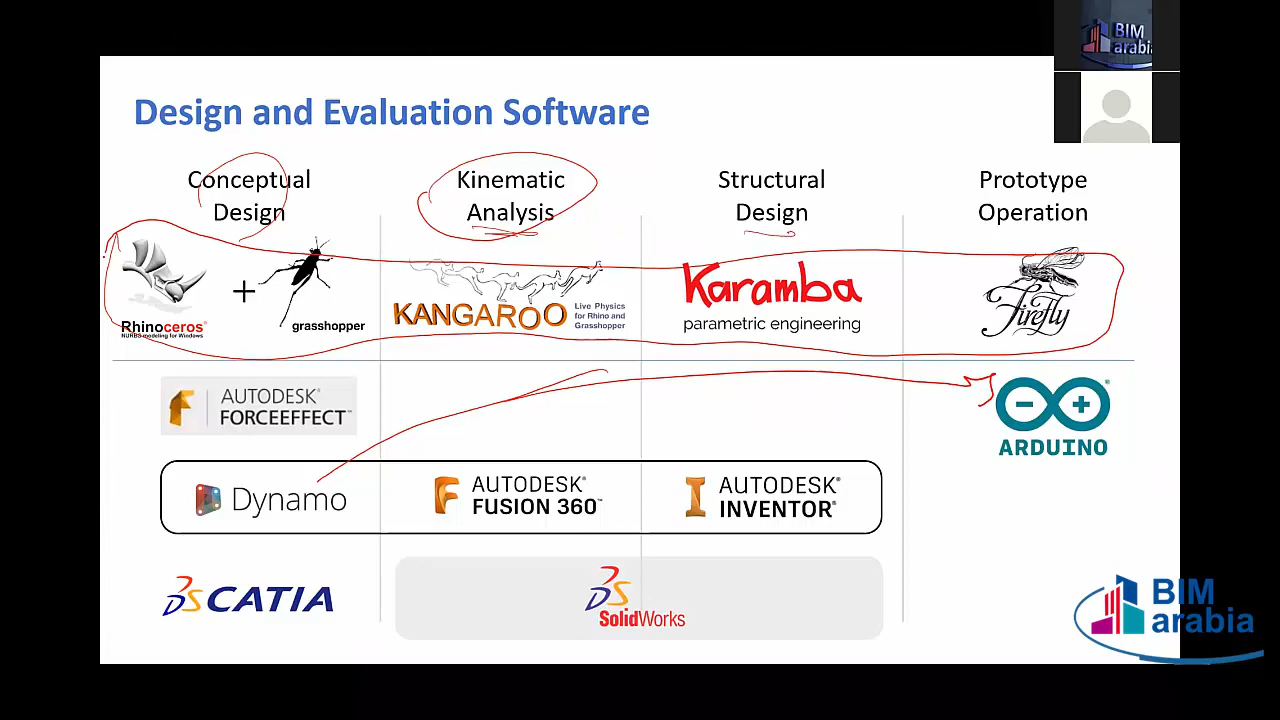 BIM
arabia
Design and Evaluation Software
Conceptual
Design
Kinematic
Analysis
Structural
Design
Prototype
Operation
Rhinoceros®
NURBS modeling for Windows
+
grasshopper
KANGAROO
Live Physics
for Rhino and
Grasshopper
Karamba
parametric engineering
Firefly
AUTODESK®
FORCEEFFECT™
ARDUINO
Dynamo
AUTODESK®
FUSION 360™
AUTODESK®
INVENTOR®
CATIA
SolidWorks
BIM
arabia